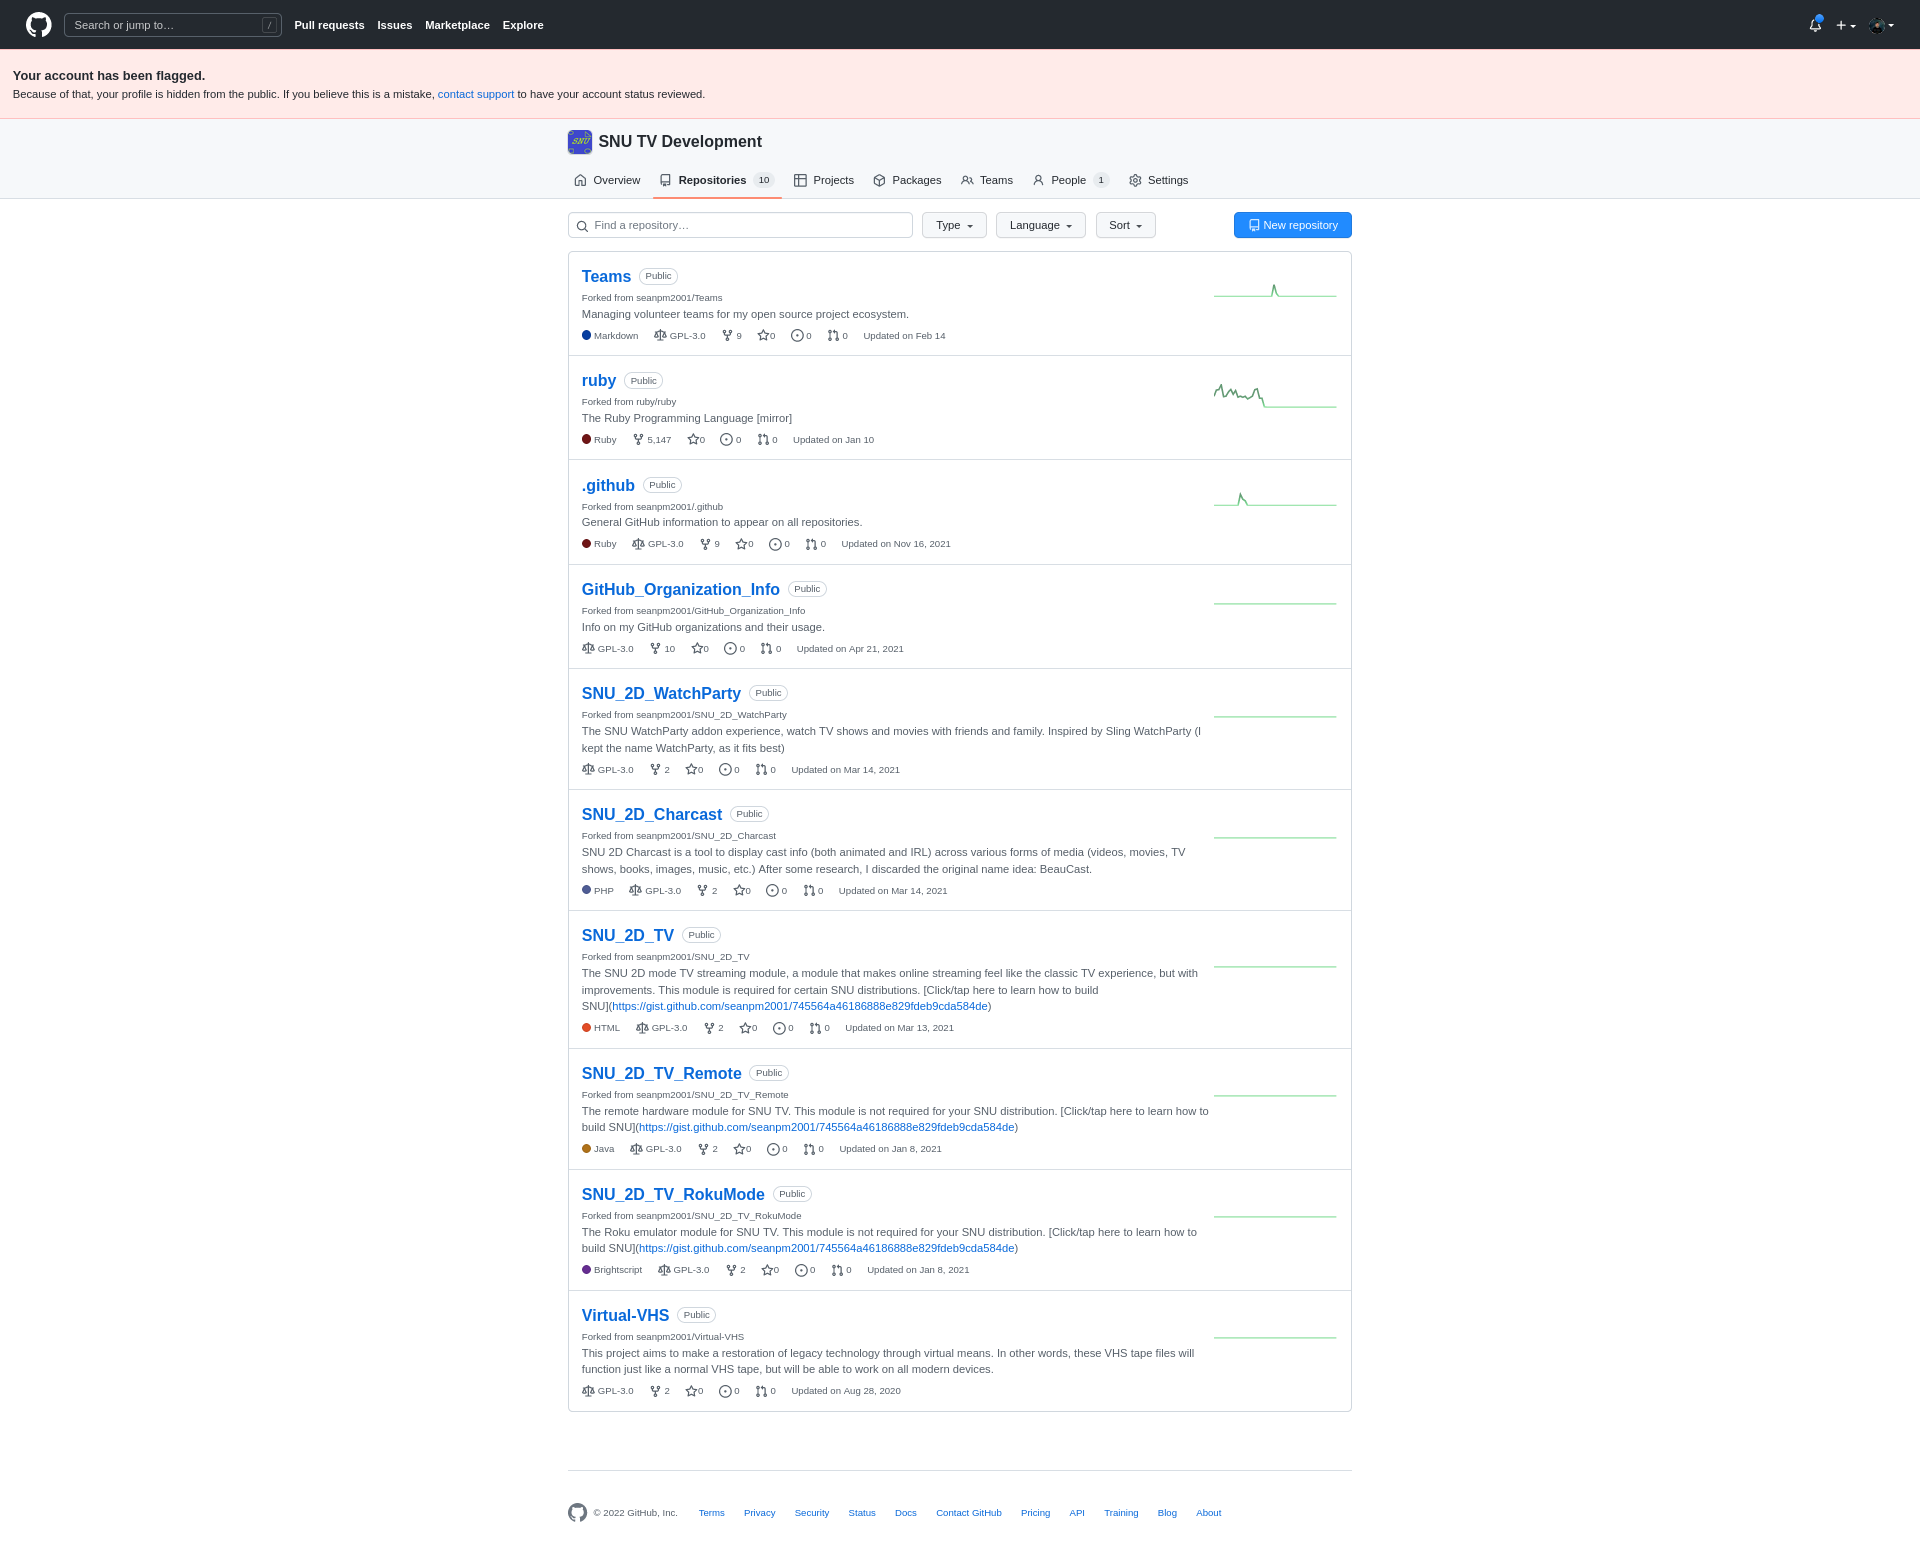 Search or jump to… /
Pull requests Issues Marketplace Explore
Your account has been flagged.
Because of that, your profile is hidden from the public. If you believe this is a mistake, contact support to have your account status reviewed.
SNU SNU TV Development
Overview Repositories 10 Projects Packages Teams People 1 Settings
Find a repository… Type Language Sort New repository
Teams Public
Forked from seanpm2001/Teams
Managing volunteer teams for my open source project ecosystem.
Markdown GPL-3.0 9 0 0 0 Updated on Feb 14
ruby Public
Forked from ruby/ruby
The Ruby Programming Language [mirror]
Ruby 5,147 0 0 0 Updated on Jan 10
.github Public
Forked from seanpm2001/.github
General GitHub information to appear on all repositories.
Ruby GPL-3.0 9 0 0 0 Updated on Nov 16, 2021
GitHub_Organization_Info Public
Forked from seanpm2001/GitHub_Organization_Info
Info on my GitHub organizations and their usage.
GPL-3.0 10 0 0 0 Updated on Apr 21, 2021
SNU_2D_WatchParty Public
Forked from seanpm2001/SNU_2D_WatchParty
The SNU WatchParty addon experience, watch TV shows and movies with friends and family. Inspired by Sling WatchParty (I
kept the name WatchParty, as it fits best)
GPL-3.0 2 0 0 0 Updated on Mar 14, 2021
SNU_2D_Charcast Public
Forked from seanpm2001/SNU_2D_Charcast
SNU 2D Charcast is a tool to display cast info (both animated and IRL) across various forms of media (videos, movies, TV
shows, books, images, music, etc.) After some research, I discarded the original name idea: BeauCast.
PHP GPL-3.0 2 0 0 0 Updated on Mar 14, 2021
SNU_2D_TV Public
Forked from seanpm2001/SNU_2D_TV
The SNU 2D mode TV streaming module, a module that makes online streaming feel like the classic TV experience, but with
improvements. This module is required for certain SNU distributions. [Click/tap here to learn how to build
SNU](https://gist.github.com/seanpm2001/745564a46186888e829fdeb9cda584de)
HTML GPL-3.0 2 0 0 0 Updated on Mar 13, 2021
SNU_2D_TV_Remote Public
Forked from seanpm2001/SNU_2D_TV_Remote
The remote hardware module for SNU TV. This module is not required for your SNU distribution. [Click/tap here to learn how to
build SNU](https://gist.github.com/seanpm2001/745564a46186888e829fdeb9cda584de)
Java GPL-3.0 2 0 0 0 Updated on Jan 8, 2021
SNU_2D_TV_RokuMode Public
Forked from seanpm2001/SNU_2D_TV_RokuMode
The Roku emulator module for SNU TV. This module is not required for your SNU distribution. [Click/tap here to learn how to
build SNU](https://gist.github.com/seanpm2001/745564a46186888e829fdeb9cda584de)
Brightscript GPL-3.0 2 0 0 0 Updated on Jan 8, 2021
Virtual-VHS Public
Forked from seanpm2001/Virtual-VHS
This project aims to make a restoration of legacy technology through virtual means. In other words, these VHS tape files will
function just like a normal VHS tape, but will be able to work on all modern devices.
GPL-3.0 2 0 0 0 Updated on Aug 28, 2020
© 2022 GitHub, Inc. Terms Privacy Security Status Docs Contact GitHub Pricing API Training Blog About